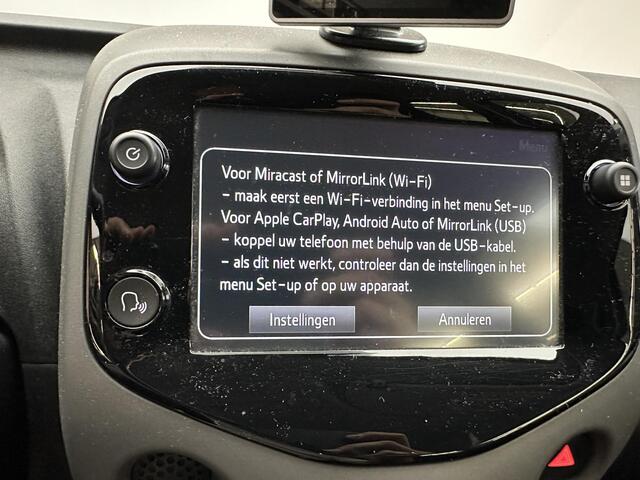 Menu
Voor Miracast of MirrorLink (Wi-Fi)
- maak eerst een Wi-Fi-verbinding in het menu Set-up.
Voor Apple CarPlay, Android Auto of MirrorLink (USB)
- koppel uw telefoon met behulp van de USB-kabel.
- als dit niet werkt, controleer dan de instellingen in het
menu Set-up of op uw apparaat.
Instellingen
Annuleren